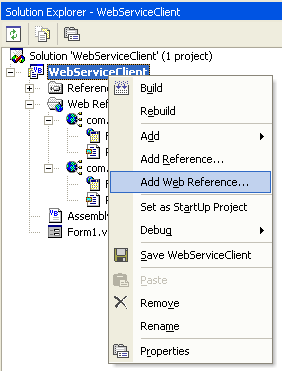 Solution Explorer - WebServiceClient
Solution 'WebServiceClient' (1 project)
WebServiceClient
Reference
Web Ref
com.
F
R
com.
F
R
Assembl
Form1.v
Build
Rebuild
Add
Add Reference...
Add Web Reference...
Set as StartUp Project
Debug
Save WebServiceClient
Paste
Remove
Rename
Properties